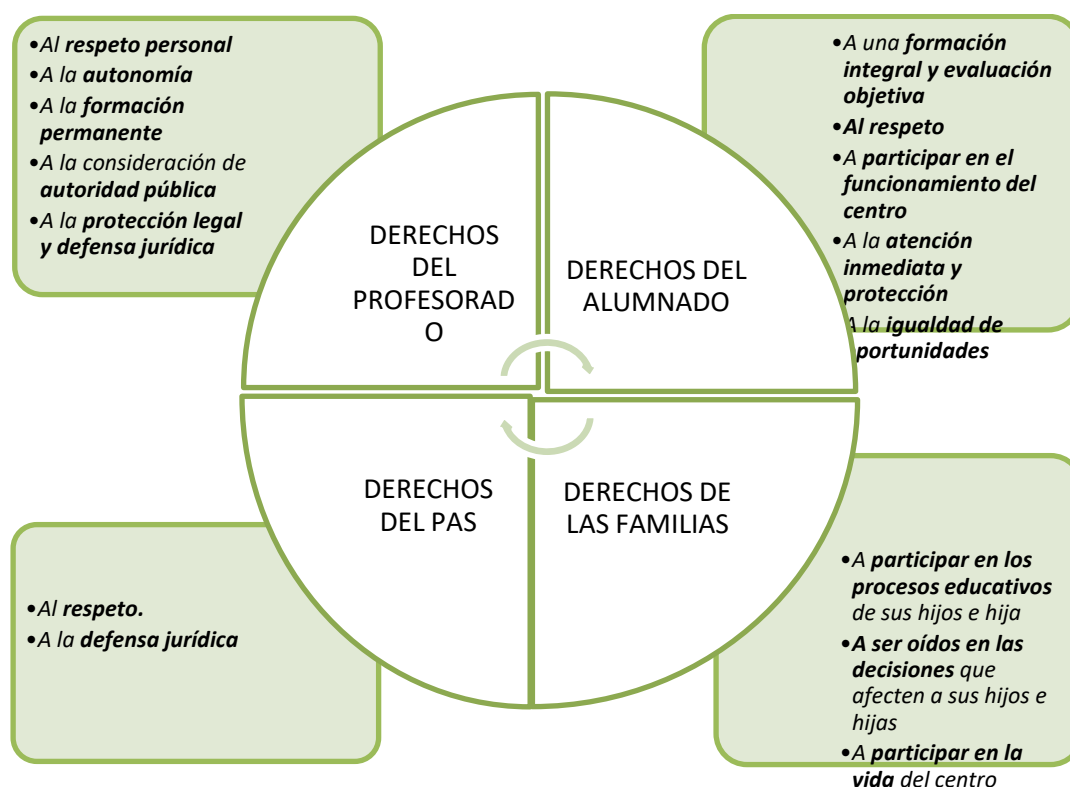 •Al respeto personal
•A la autonomía
•A la formación
permanente
•A la consideración de
autoridad pública
•A la protección legal
y defensa jurídica
•A una formación
integral y evaluación
objetiva
•Al respeto
•A participar en el
funcionamiento del
centro
•A la atención
inmediata y
protección
A la igualdad de
portunidades
DERECHOS
DEL
PROFESORAD
O
DERECHOS DEL
ALUMNADO
DERECHOS
DEL PAS
DERECHOS DE
LAS FAMILIAS
•Al respeto.
•A la defensa jurídica
•A participar en los
procesos educativos
de sus hijos e hija
•A ser oídos en las
decisiones que
afecten a sus hijos e
hijas
•A participar en la
vida del centro